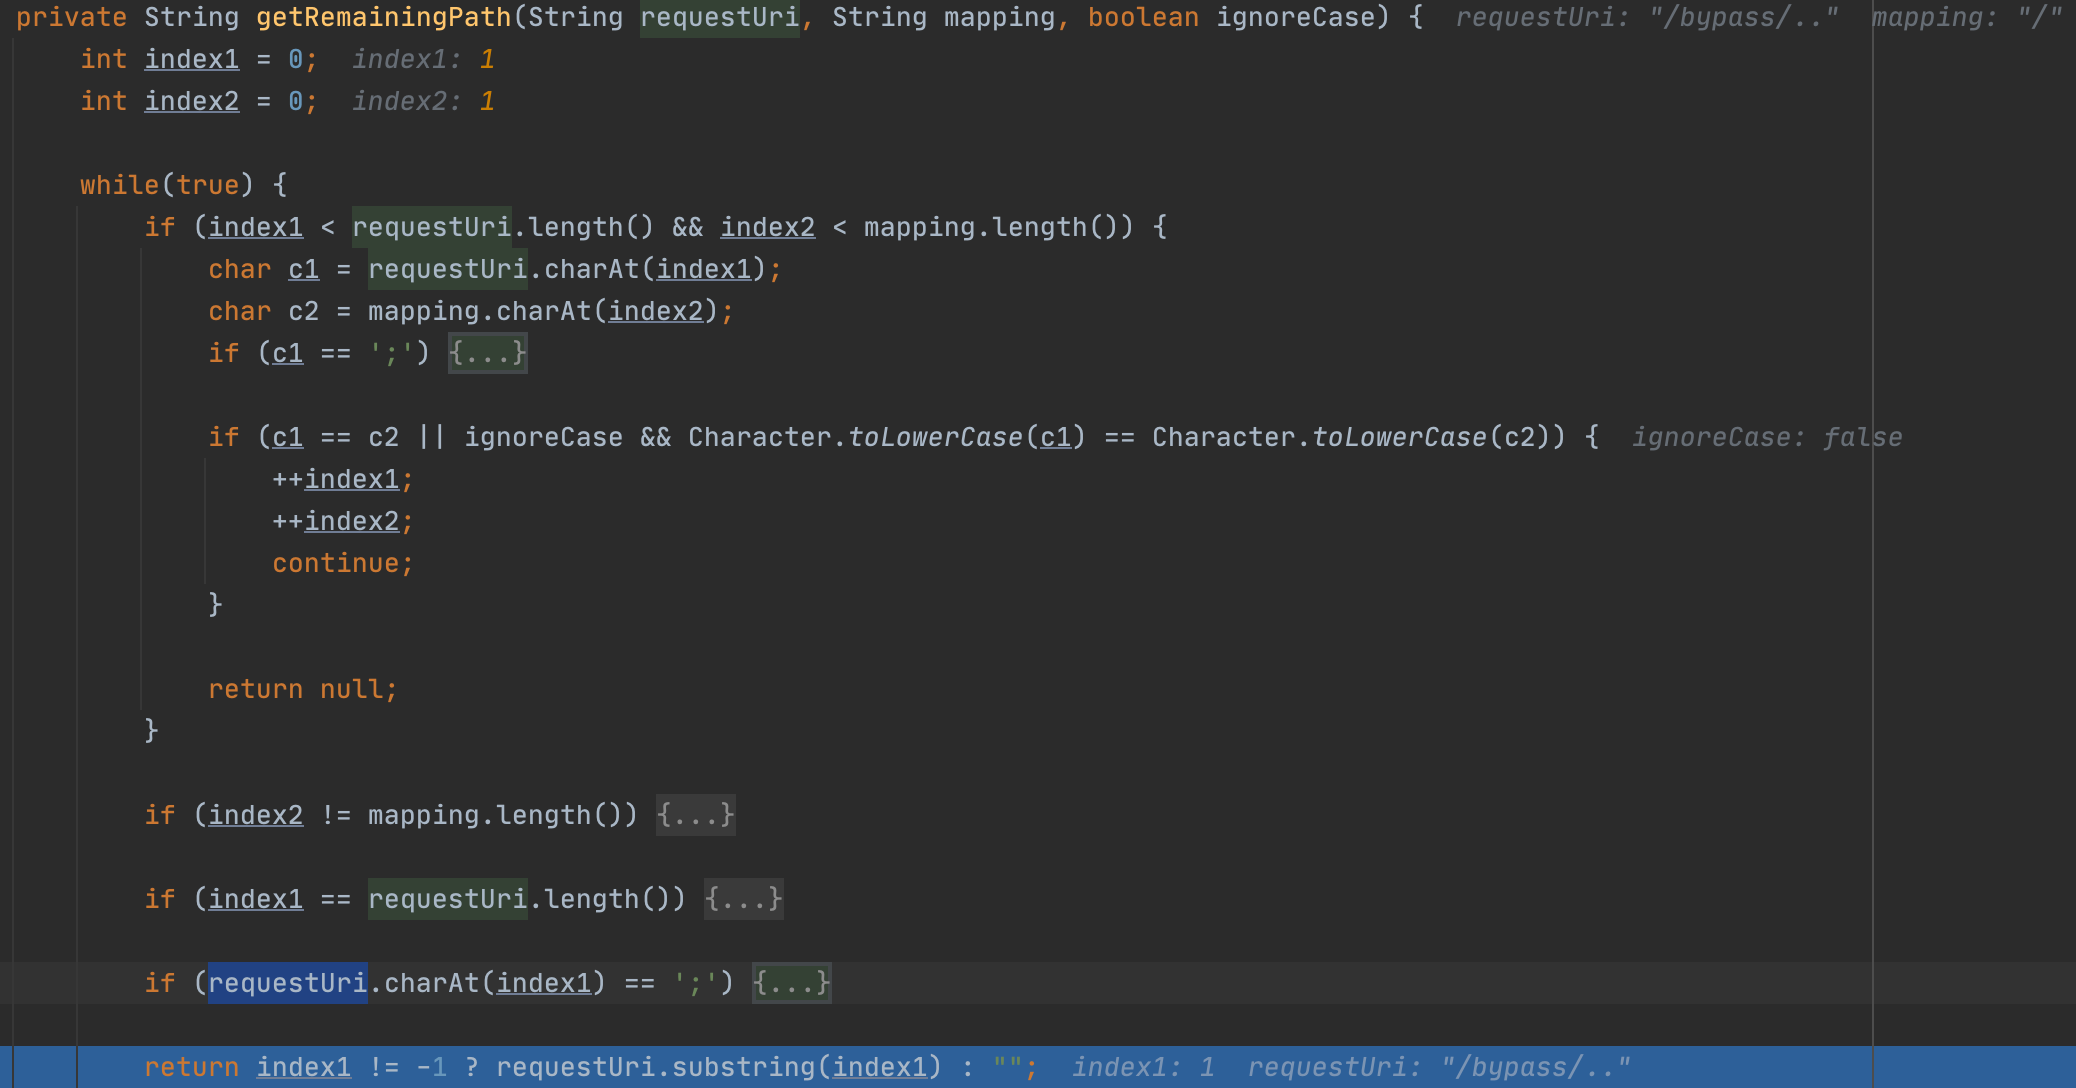 private String getRemainingPath(String requestUri, String mapping, boolean ignoreCase) {  requestUri: "/bypass/.."  mapping: "/"
    int index1 = 0;  index1: 1
    int index2 = 0;  index2: 1

    while(true) {
        if (index1 < requestUri.length() && index2 < mapping.length()) {
            char c1 = requestUri.charAt(index1);
            char c2 = mapping.charAt(index2);
            if (c1 == ';') {...}

            if (c1 == c2 || ignoreCase && Character.toLowerCase(c1) == Character.toLowerCase(c2)) {  ignoreCase: false
                ++index1;
                ++index2;
                continue;
            }

            return null;
        }

        if (index2 != mapping.length()) {...}

        if (index1 == requestUri.length()) {...}

        if (requestUri.charAt(index1) == ';') {...}

        return index1 != -1 ? requestUri.substring(index1) : "";  index1: 1  requestUri: "/bypass/.."